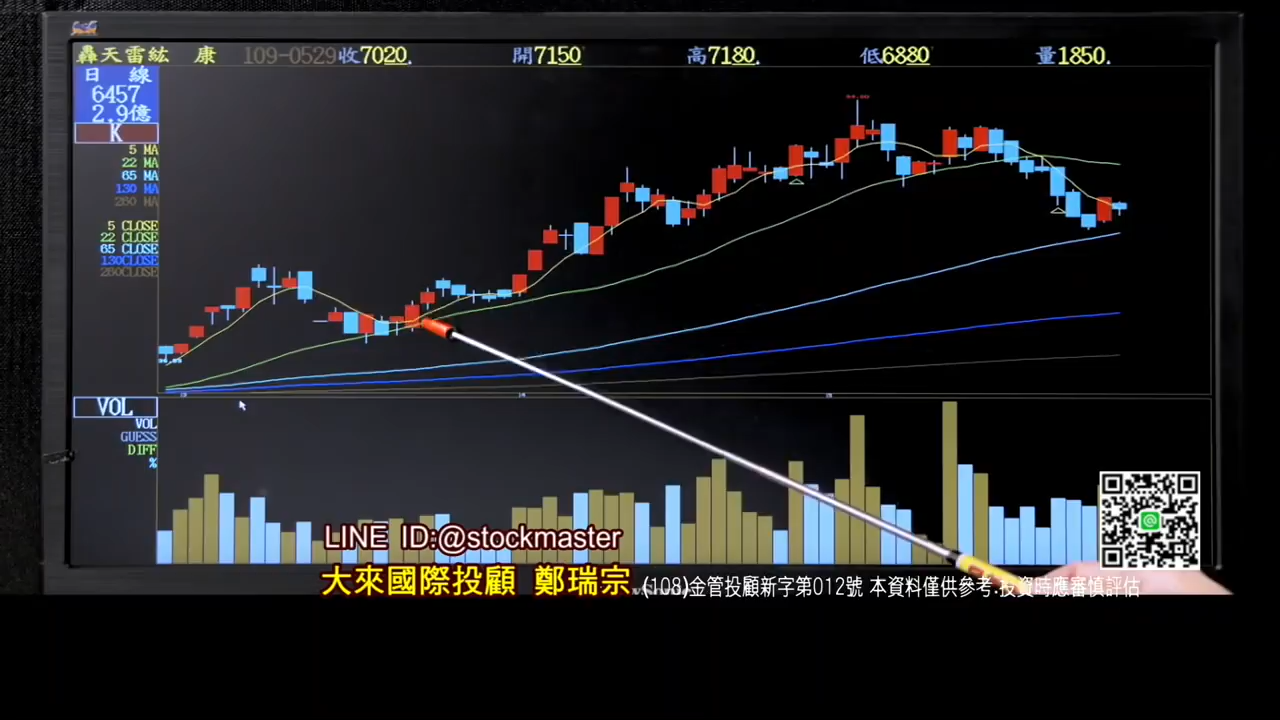 轟天雷紘 康 109-0529收7020. 開7150 高7180. 低6880 量1850.
日 線
6457
2.9億
K
5 MA
22 MA
65 MA
130 MA
260 MA
5 CLOSE
22 CLOSE
65 CLOSE
130CLOSE
260CLOSE
VOL
VOL
GUESS
DIFF
%
LINE ID:@stockmaster
大來國際投顧 鄭瑞宗
(108)金管投顧新字第012號 本資料僅供參考.投資時應審慎評估